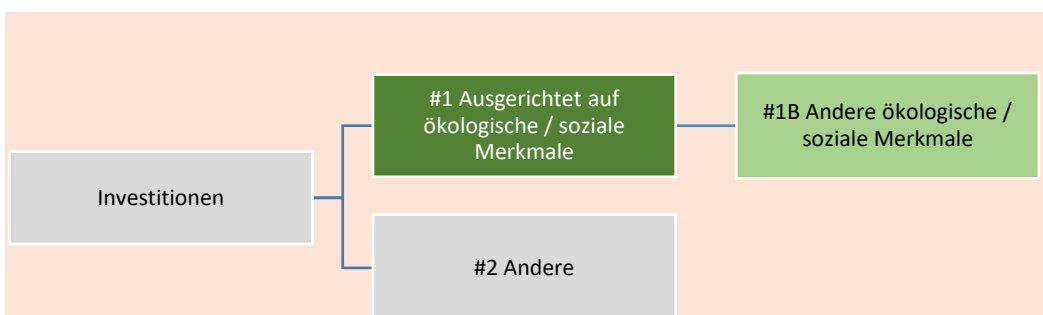 #1 Ausgerichtet auf
ökologische / soziale
Merkmale
#1B Andere ökologische /
soziale Merkmale
Investitionen
#2 Andere